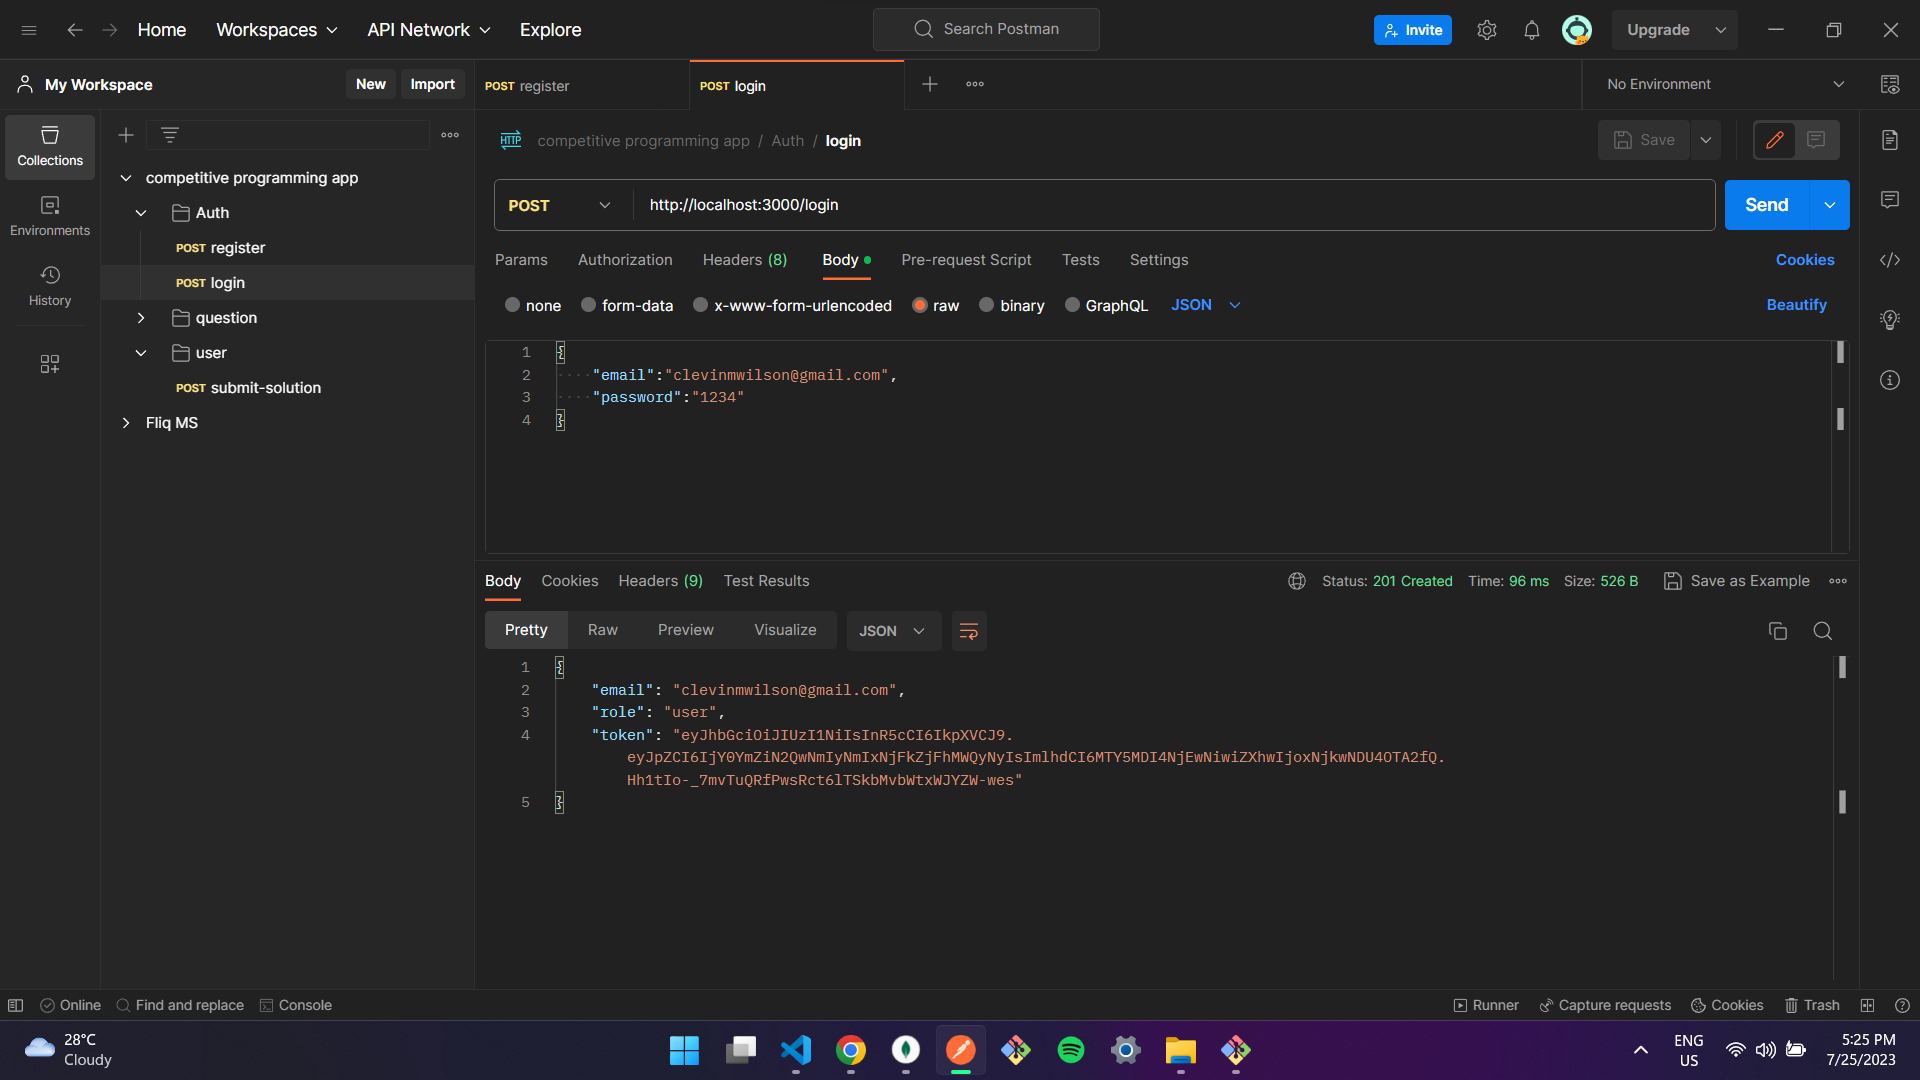 Home
Workspaces
API Network
Explore
Search Postman
Invite
Upgrade
My Workspace
New
Import
POST register
POST login
No Environment
Collections
Environments
History
competitive programming app
Auth
POST register
POST login
question
user
POST submit-solution
Fliq MS
HTTP
competitive programming app / Auth / login
Save
POST
http://localhost:3000/login
Send
Params
Authorization
Headers (8)
Body
Pre-request Script
Tests
Settings
Cookies
none
form-data
x-www-form-urlencoded
raw
binary
GraphQL
JSON
Beautify
1 {
2 "email":"clevinmwilson@gmail.com",
3 "password":"1234"
4 }
Body
Cookies
Headers (9)
Test Results
Status: 201 Created
Time: 96 ms
Size: 526 B
Save as Example
Pretty
Raw
Preview
Visualize
JSON
1 {
2 "email": "clevinmwilson@gmail.com",
3 "role": "user",
4 "token": "eyJhbGciOiJIUzI1NiIsInR5cCI6IkpXVCJ9.
eyJpZCI6IjY0YmZiN2QwNmIyNmIxNjFkZjFhMWQyNyIsImlhdCI6MTY5MDI4NjEwNiwiZXhwIjoxNjkwNDU4OTA2fQ.
Hh1tIo-_7mvTuQRfPwsRct6lTSkbMvbWtxWJYZW-wes"
5 }
Online
Find and replace
Console
Runner
Capture requests
Cookies
Trash
28°C
Cloudy
ENG
US
5:25 PM
7/25/2023